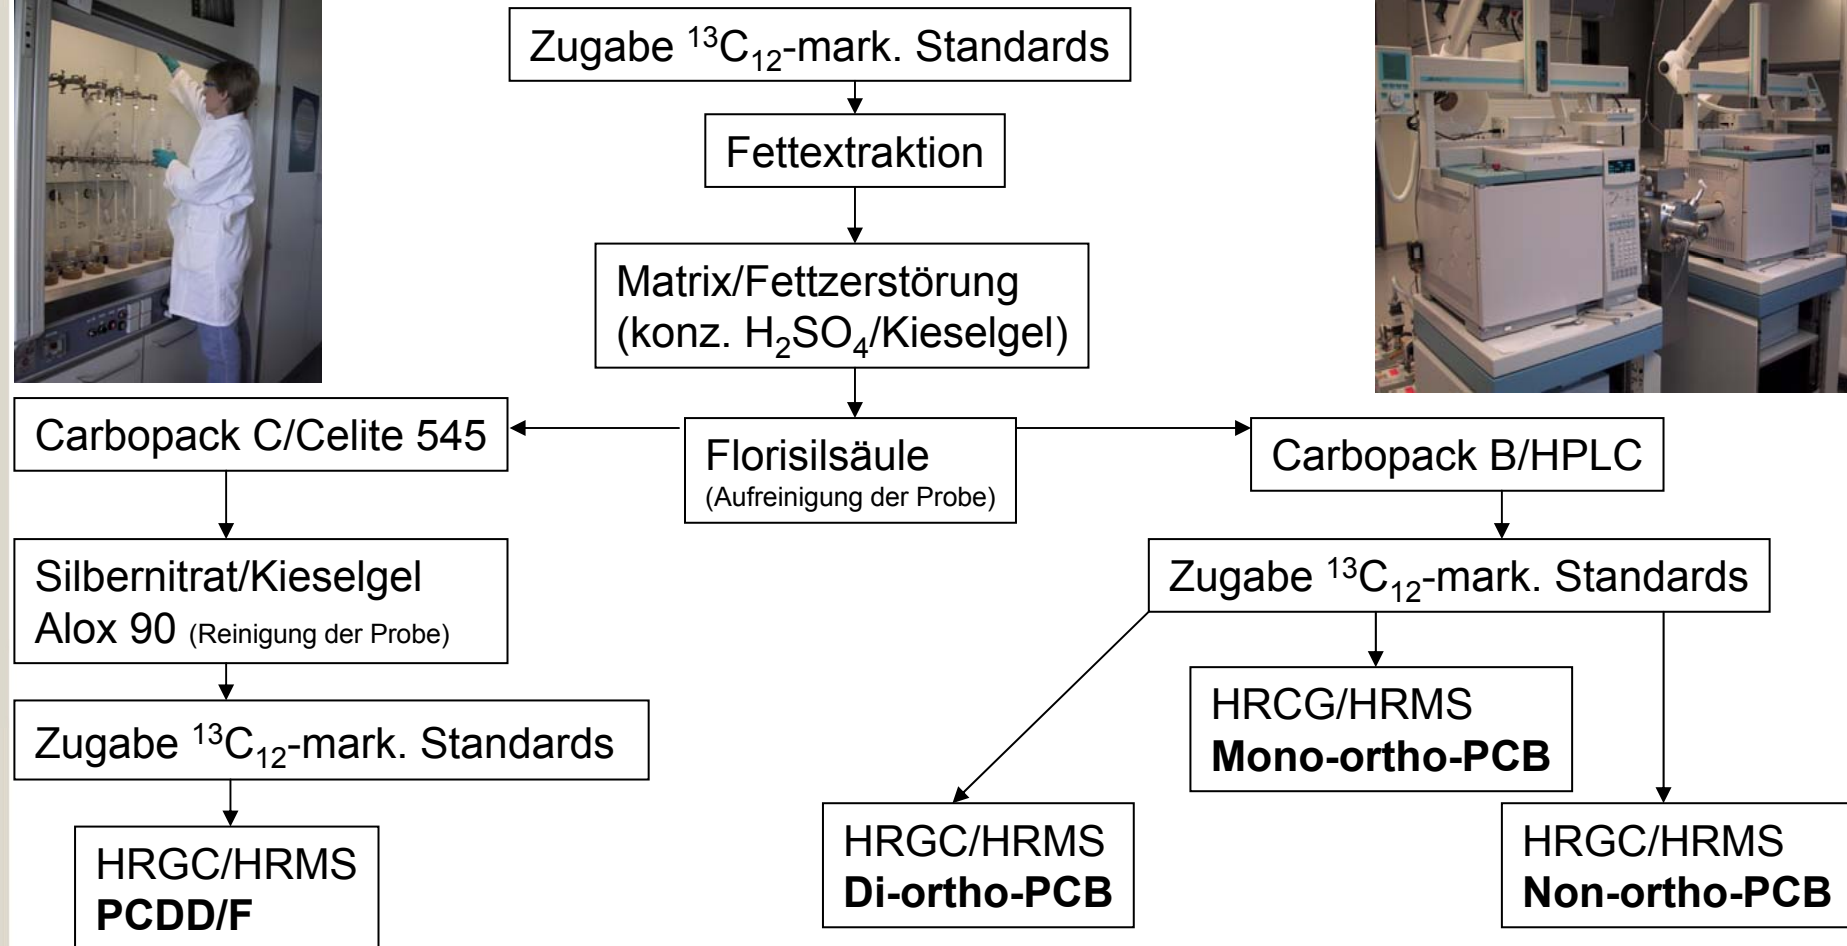 Zugabe ¹³C₁₂-mark. Standards
Fettextraktion
Matrix/Fettzerstörung
(konz. H₂SO₄/Kieselgel)
Carbopack C/Celite 545
Florisilsäule
(Aufreinigung der Probe)
Carbopack B/HPLC
Silbernitrat/Kieselgel
Alox 90 (Reinigung der Probe)
Zugabe ¹³C₁₂-mark. Standards
HRGC/HRMS
PCDD/F
Zugabe ¹³C₁₂-mark. Standards
HRCG/HRMS
Mono-ortho-PCB
HRGC/HRMS
Di-ortho-PCB
HRGC/HRMS
Non-ortho-PCB